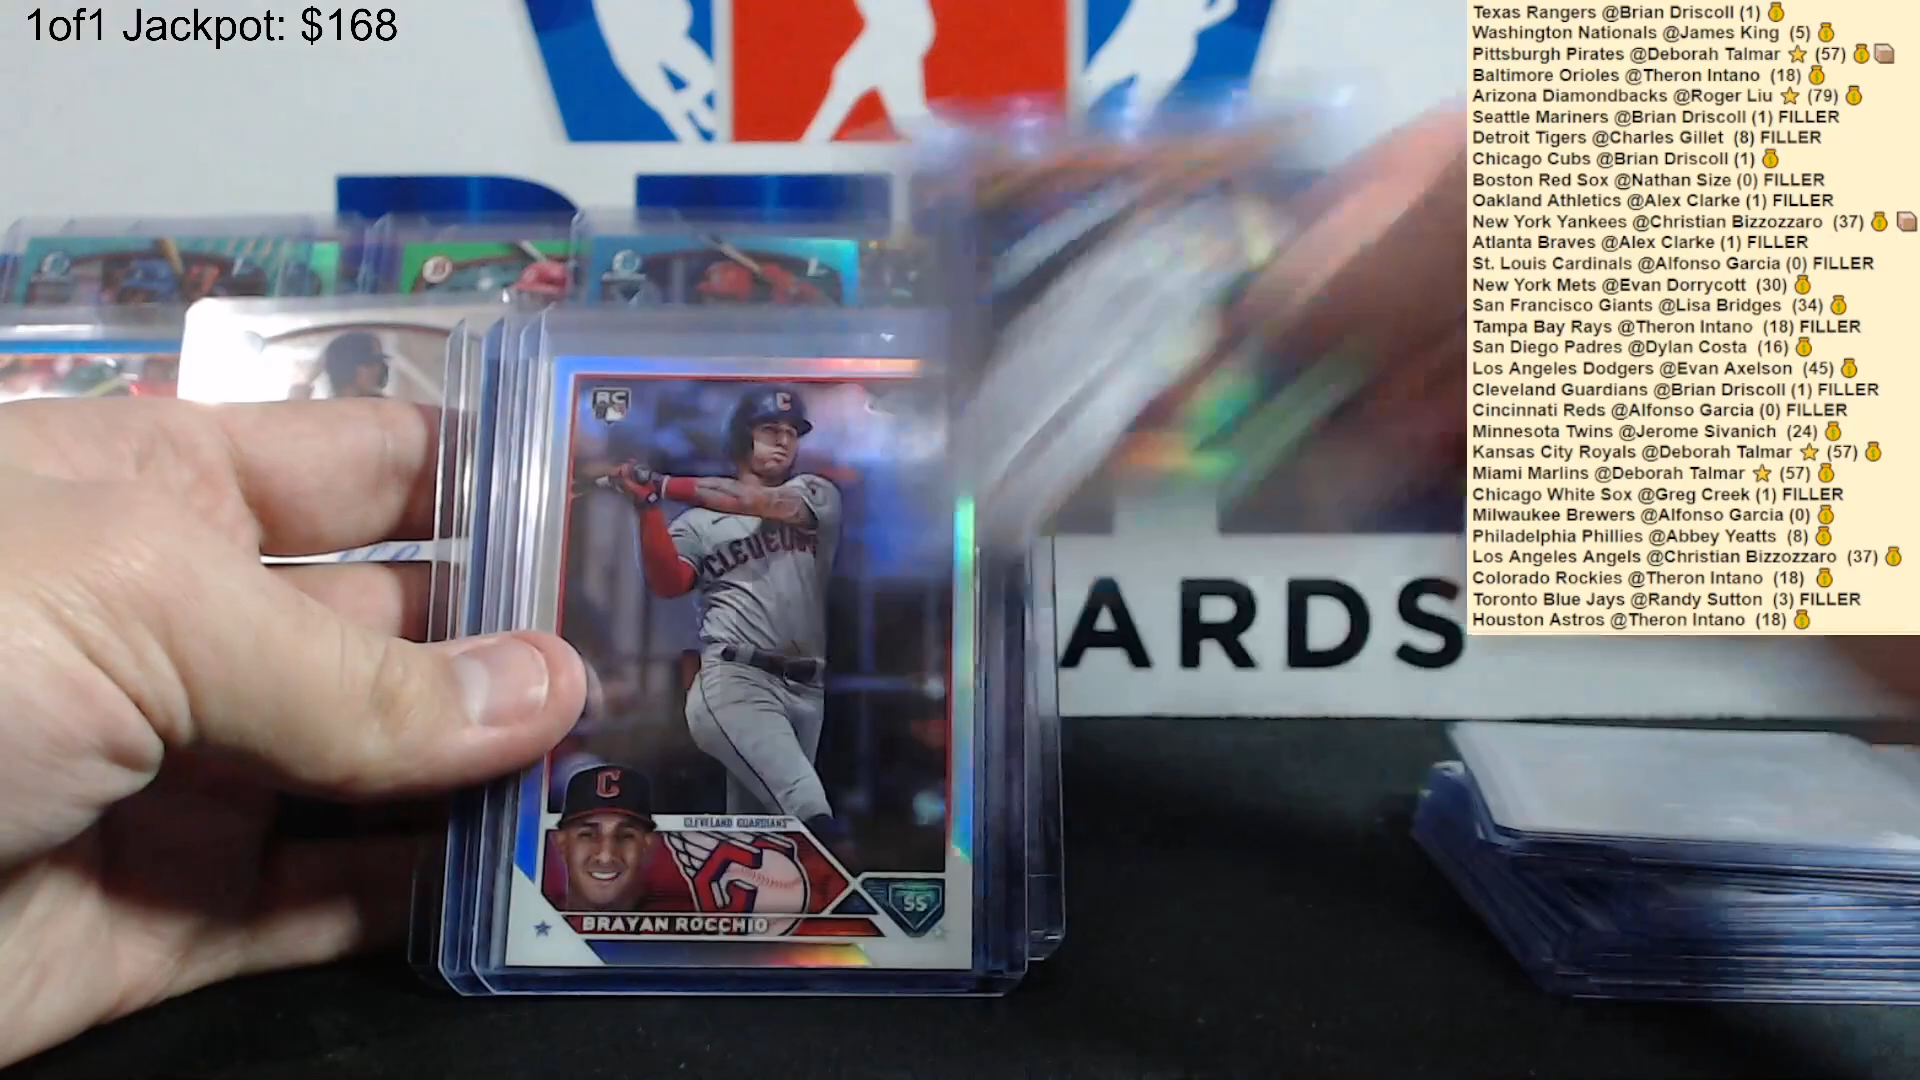 1of1 Jackpot: $168
Texas Rangers @Brian Driscoll (1)
Washington Nationals @James King (5)
Pittsburgh Pirates @Deborah Talmar ⭐ (57)
Baltimore Orioles @Theron Intano (18)
Arizona Diamondbacks @Roger Liu ⭐ (79)
Seattle Mariners @Brian Driscoll (1) FILLER
Detroit Tigers @Charles Gillet (8) FILLER
Chicago Cubs @Brian Driscoll (1)
Boston Red Sox @Nathan Size (0) FILLER
Oakland Athletics @Alex Clarke (1) FILLER
New York Yankees @Christian Bizzozzaro (37)
Atlanta Braves @Alex Clarke (1) FILLER
St. Louis Cardinals @Alfonso Garcia (0) FILLER
New York Mets @Evan Dorrycott (30)
San Francisco Giants @Lisa Bridges (34)
Tampa Bay Rays @Theron Intano (18) FILLER
San Diego Padres @Dylan Costa (16)
Los Angeles Dodgers @Evan Axelson (45)
Cleveland Guardians @Brian Driscoll (1) FILLER
Cincinnati Reds @Alfonso Garcia (0) FILLER
Minnesota Twins @Jerome Sivanich (24)
Kansas City Royals @Deborah Talmar ⭐ (57)
Miami Marlins @Deborah Talmar ⭐ (57)
Chicago White Sox @Greg Creek (1) FILLER
Milwaukee Brewers @Alfonso Garcia (0)
Philadelphia Phillies @Abbey Yeatts (8)
Los Angeles Angels @Christian Bizzozzaro (37)
Colorado Rockies @Theron Intano (18)
Toronto Blue Jays @Randy Sutton (3) FILLER
Houston Astros @Theron Intano (18)
RC
C
CLEVELAND
ARDS
C
CLEVELAND GUARDIANS
SS
BRAYAN ROCCHIO